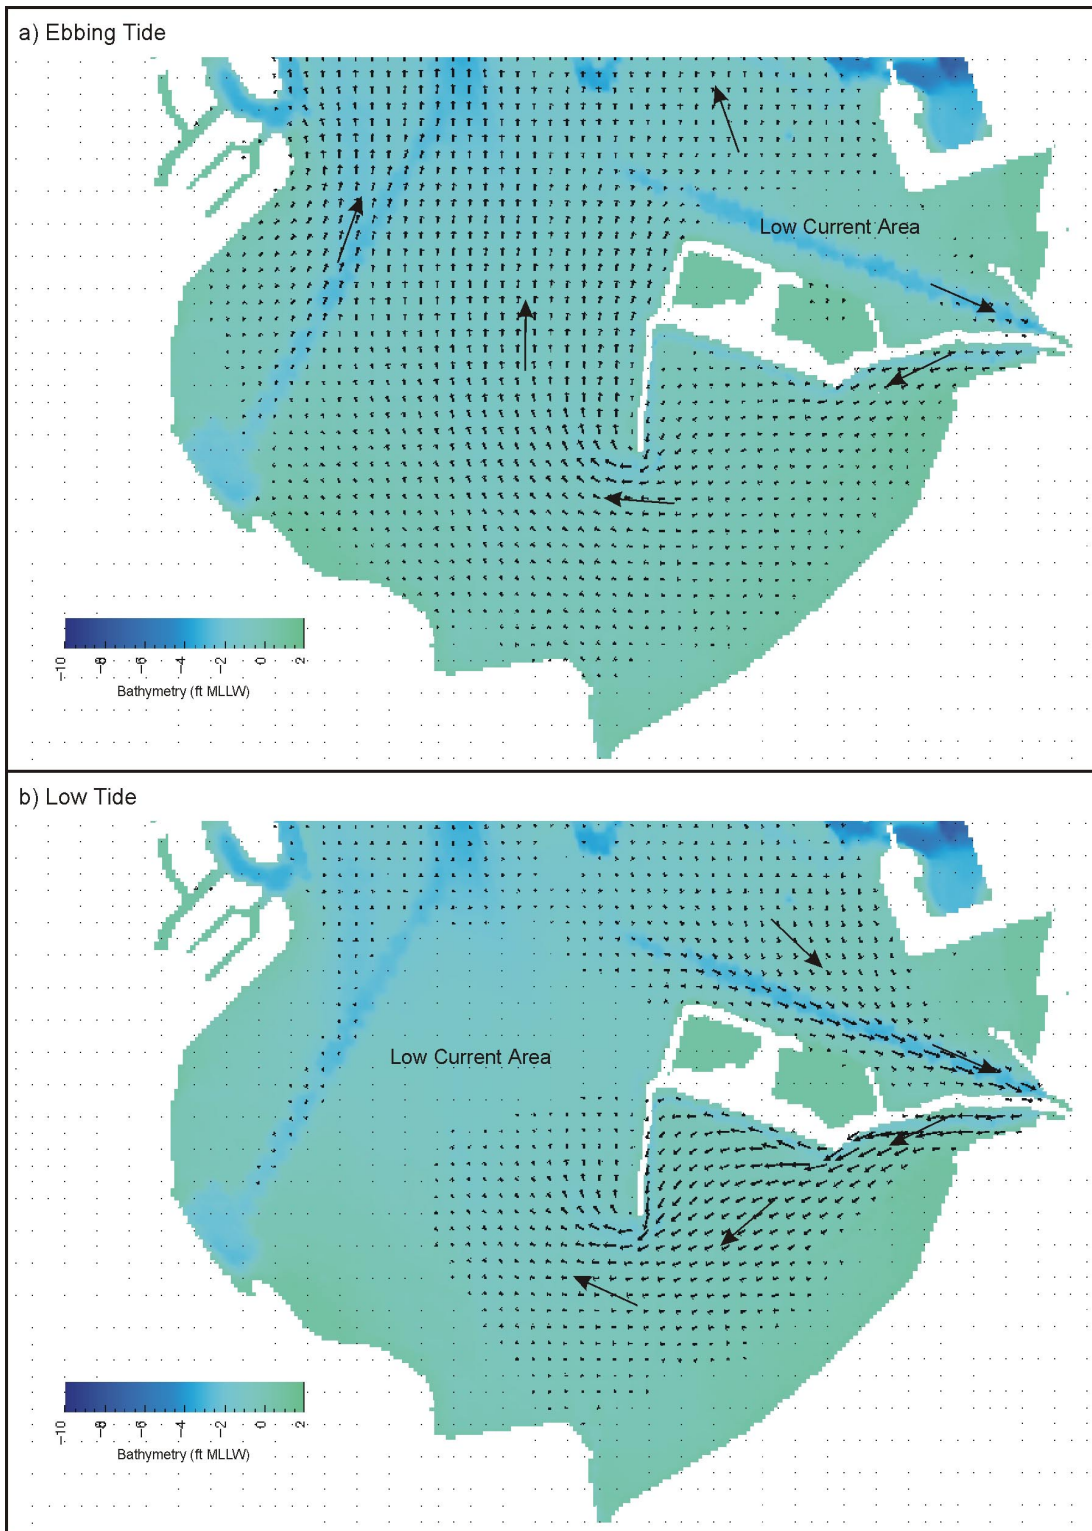 a) Ebbing Tide
Low Current Area
-10 -8 -6 -4 -2 0 2
Bathymetry (ft MLLW)
b) Low Tide
Low Current Area
-10 -8 -6 -4 -2 0 2
Bathymetry (ft MLLW)